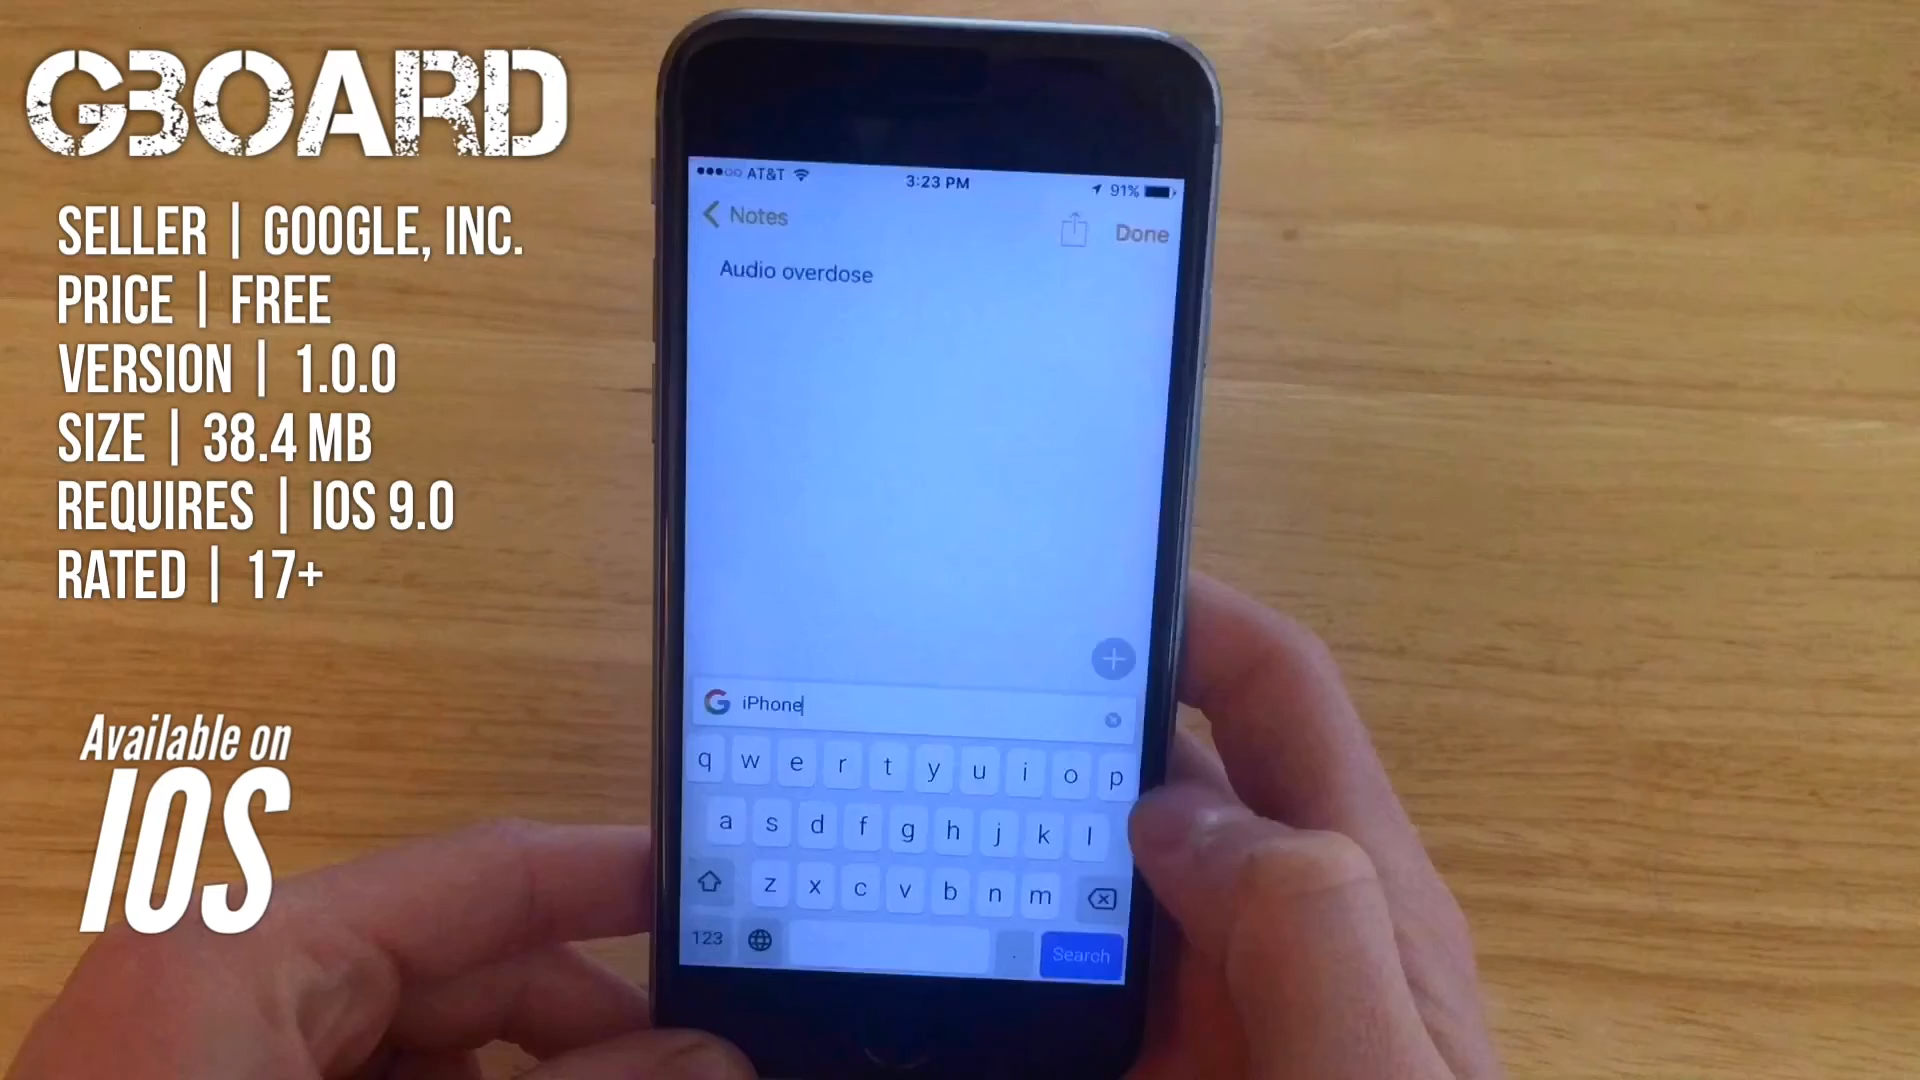 GBOARD
SELLER | GOOGLE, INC.
PRICE | FREE
VERSION | 1.0.0
SIZE | 38.4 MB
REQUIRES | IOS 9.0
RATED | 17+
Available on
IOS
AT&T 3:23 PM 91%
Notes Done
Audio overdose
G iPhone
q w e r t y u i o p
a s d f g h j k l
z x c v b n m
123 . Search